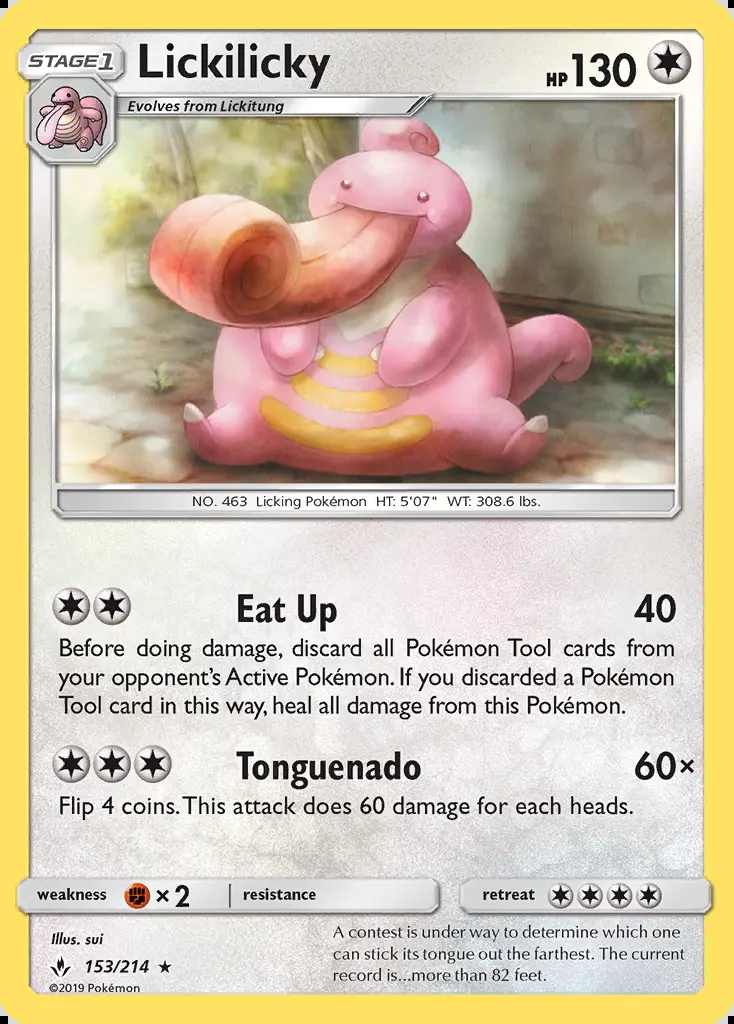 STAGE1
Lickilicky
HP 130
Evolves from Lickitung
NO. 463 Licking Pokémon HT: 5'07" WT: 308.6 lbs.
Eat Up 40
Before doing damage, discard all Pokémon Tool cards from
your opponent's Active Pokémon. If you discarded a Pokémon
Tool card in this way, heal all damage from this Pokémon.
Tonguenado 60×
Flip 4 coins. This attack does 60 damage for each heads.
weakness × 2 resistance retreat
Illus. sui
153/214 ★
©2019 Pokémon
A contest is under way to determine which one
can stick its tongue out the farthest. The current
record is...more than 82 feet.